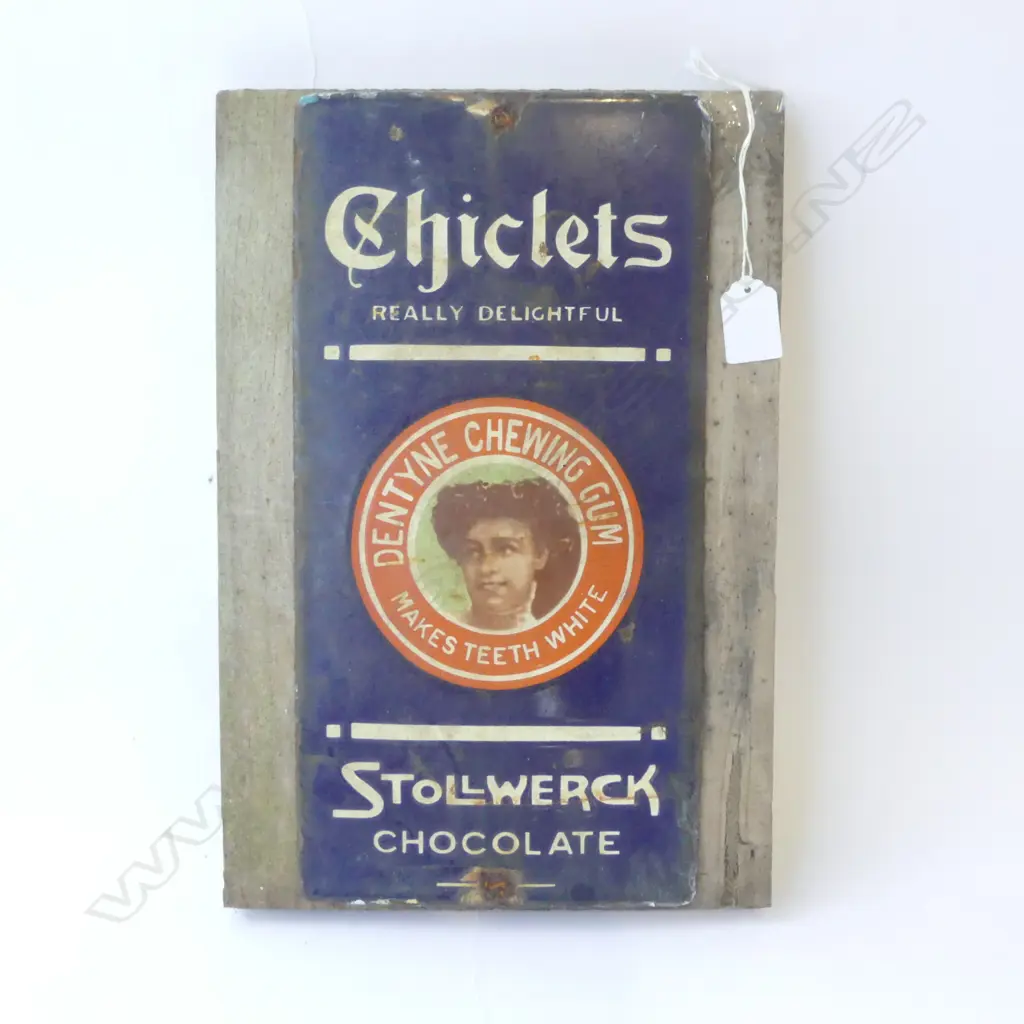 Chiclets
REALLY DELIGHTFUL
DENTYNE CHEWING GUM
MAKES TEETH WHITE
STOLLWERCK
CHOCOLATE